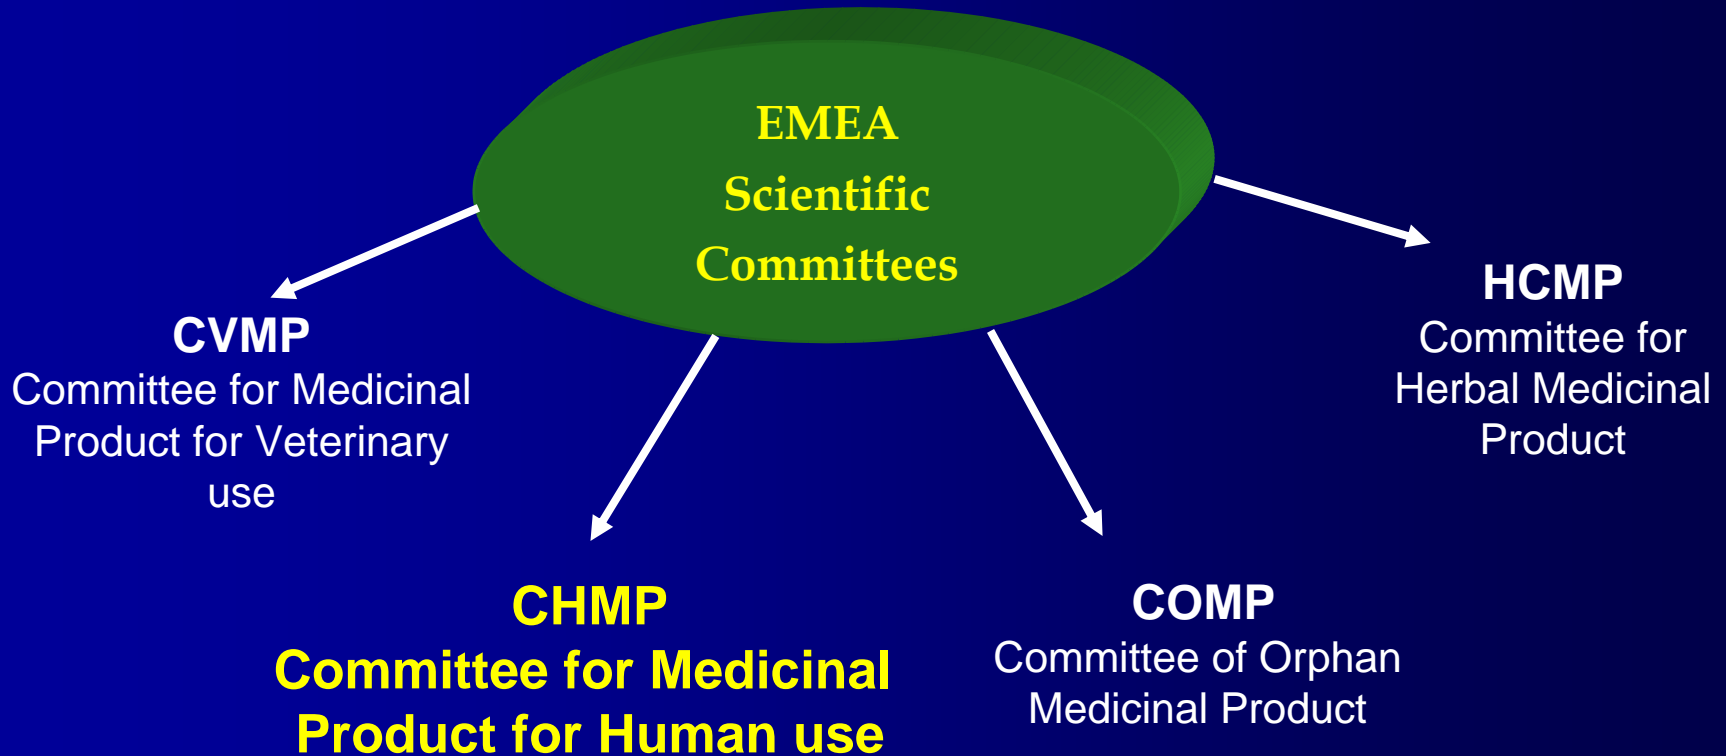 EMEA
Scientific
Committees
CVMP
Committee for Medicinal
Product for Veterinary
use
CHMP
Committee for Medicinal
Product for Human use
COMP
Committee of Orphan
Medicinal Product
HCMP
Committee for
Herbal Medicinal
Product